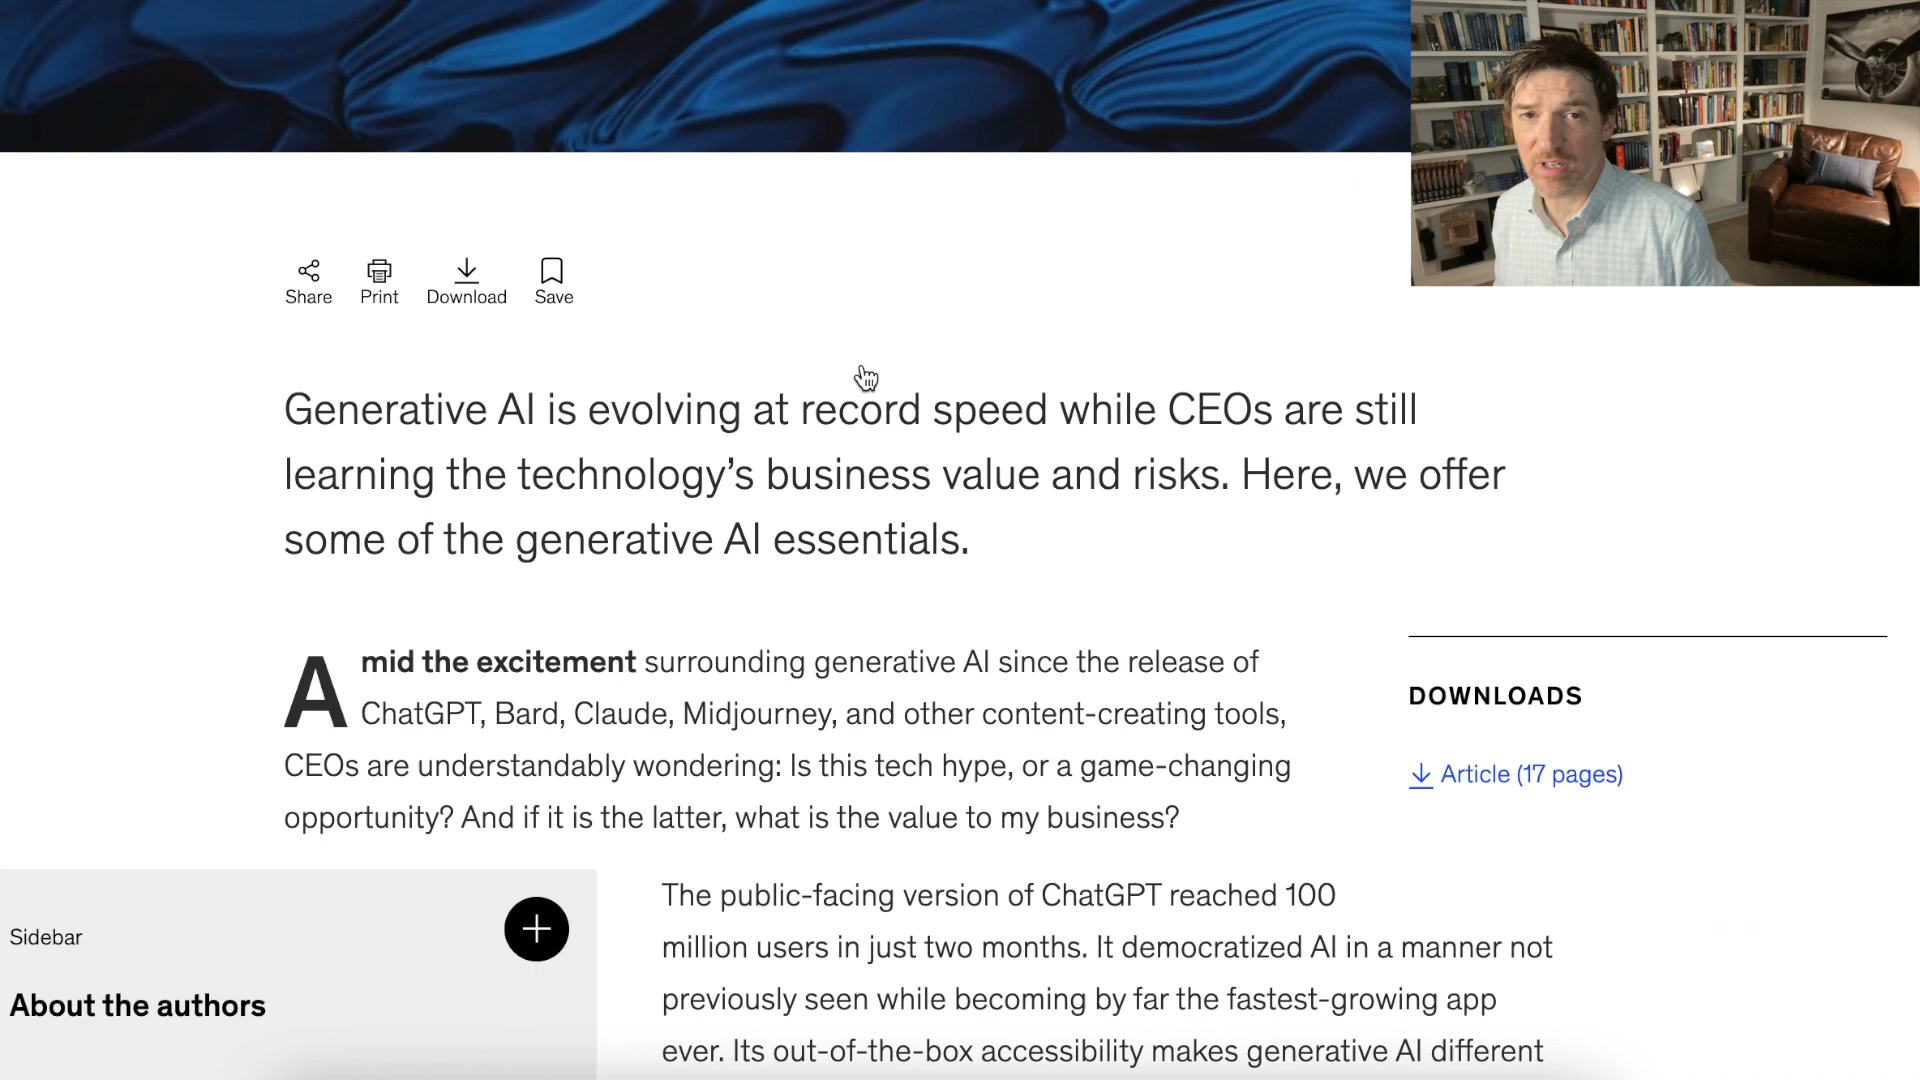 Share Print Download Save
Generative AI is evolving at record speed while CEOs are still
learning the technology’s business value and risks. Here, we offer
some of the generative AI essentials.
Amid the excitement surrounding generative AI since the release of
ChatGPT, Bard, Claude, Midjourney, and other content-creating tools,
CEOs are understandably wondering: Is this tech hype, or a game-changing
opportunity? And if it is the latter, what is the value to my business?
DOWNLOADS
Article (17 pages)
Sidebar
About the authors
The public-facing version of ChatGPT reached 100
million users in just two months. It democratized AI in a manner not
previously seen while becoming by far the fastest-growing app
ever. Its out-of-the-box accessibility makes generative AI different